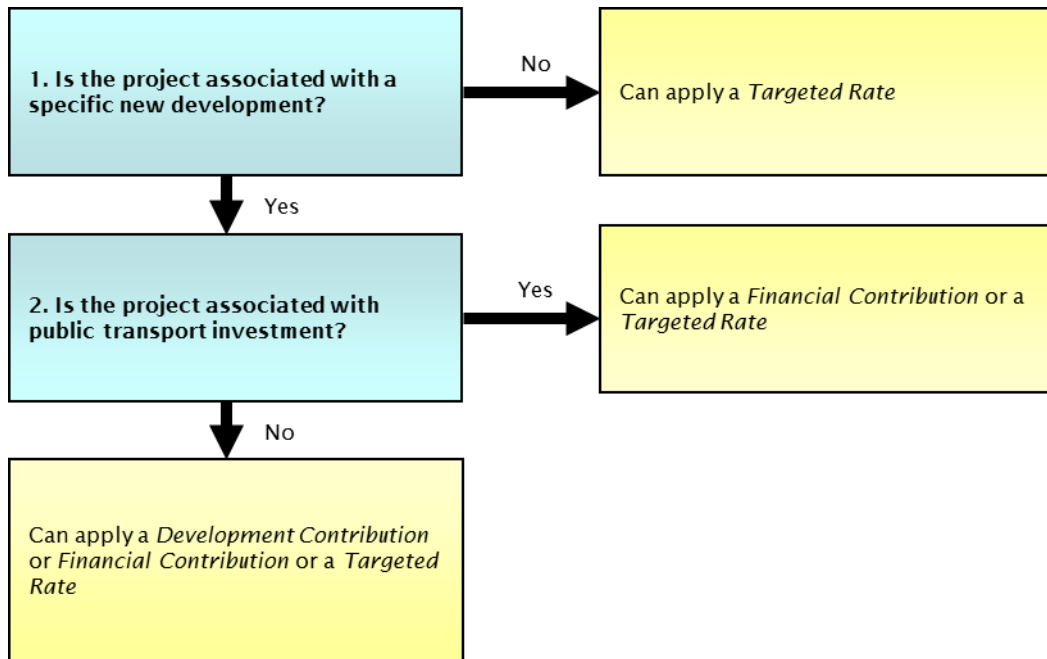 1. Is the project associated with a
specific new development?
No
Can apply a Targeted Rate
Yes
2. Is the project associated with
public transport investment?
Yes
Can apply a Financial Contribution or a
Targeted Rate
No
Can apply a Development Contribution
or Financial Contribution or a Targeted
Rate